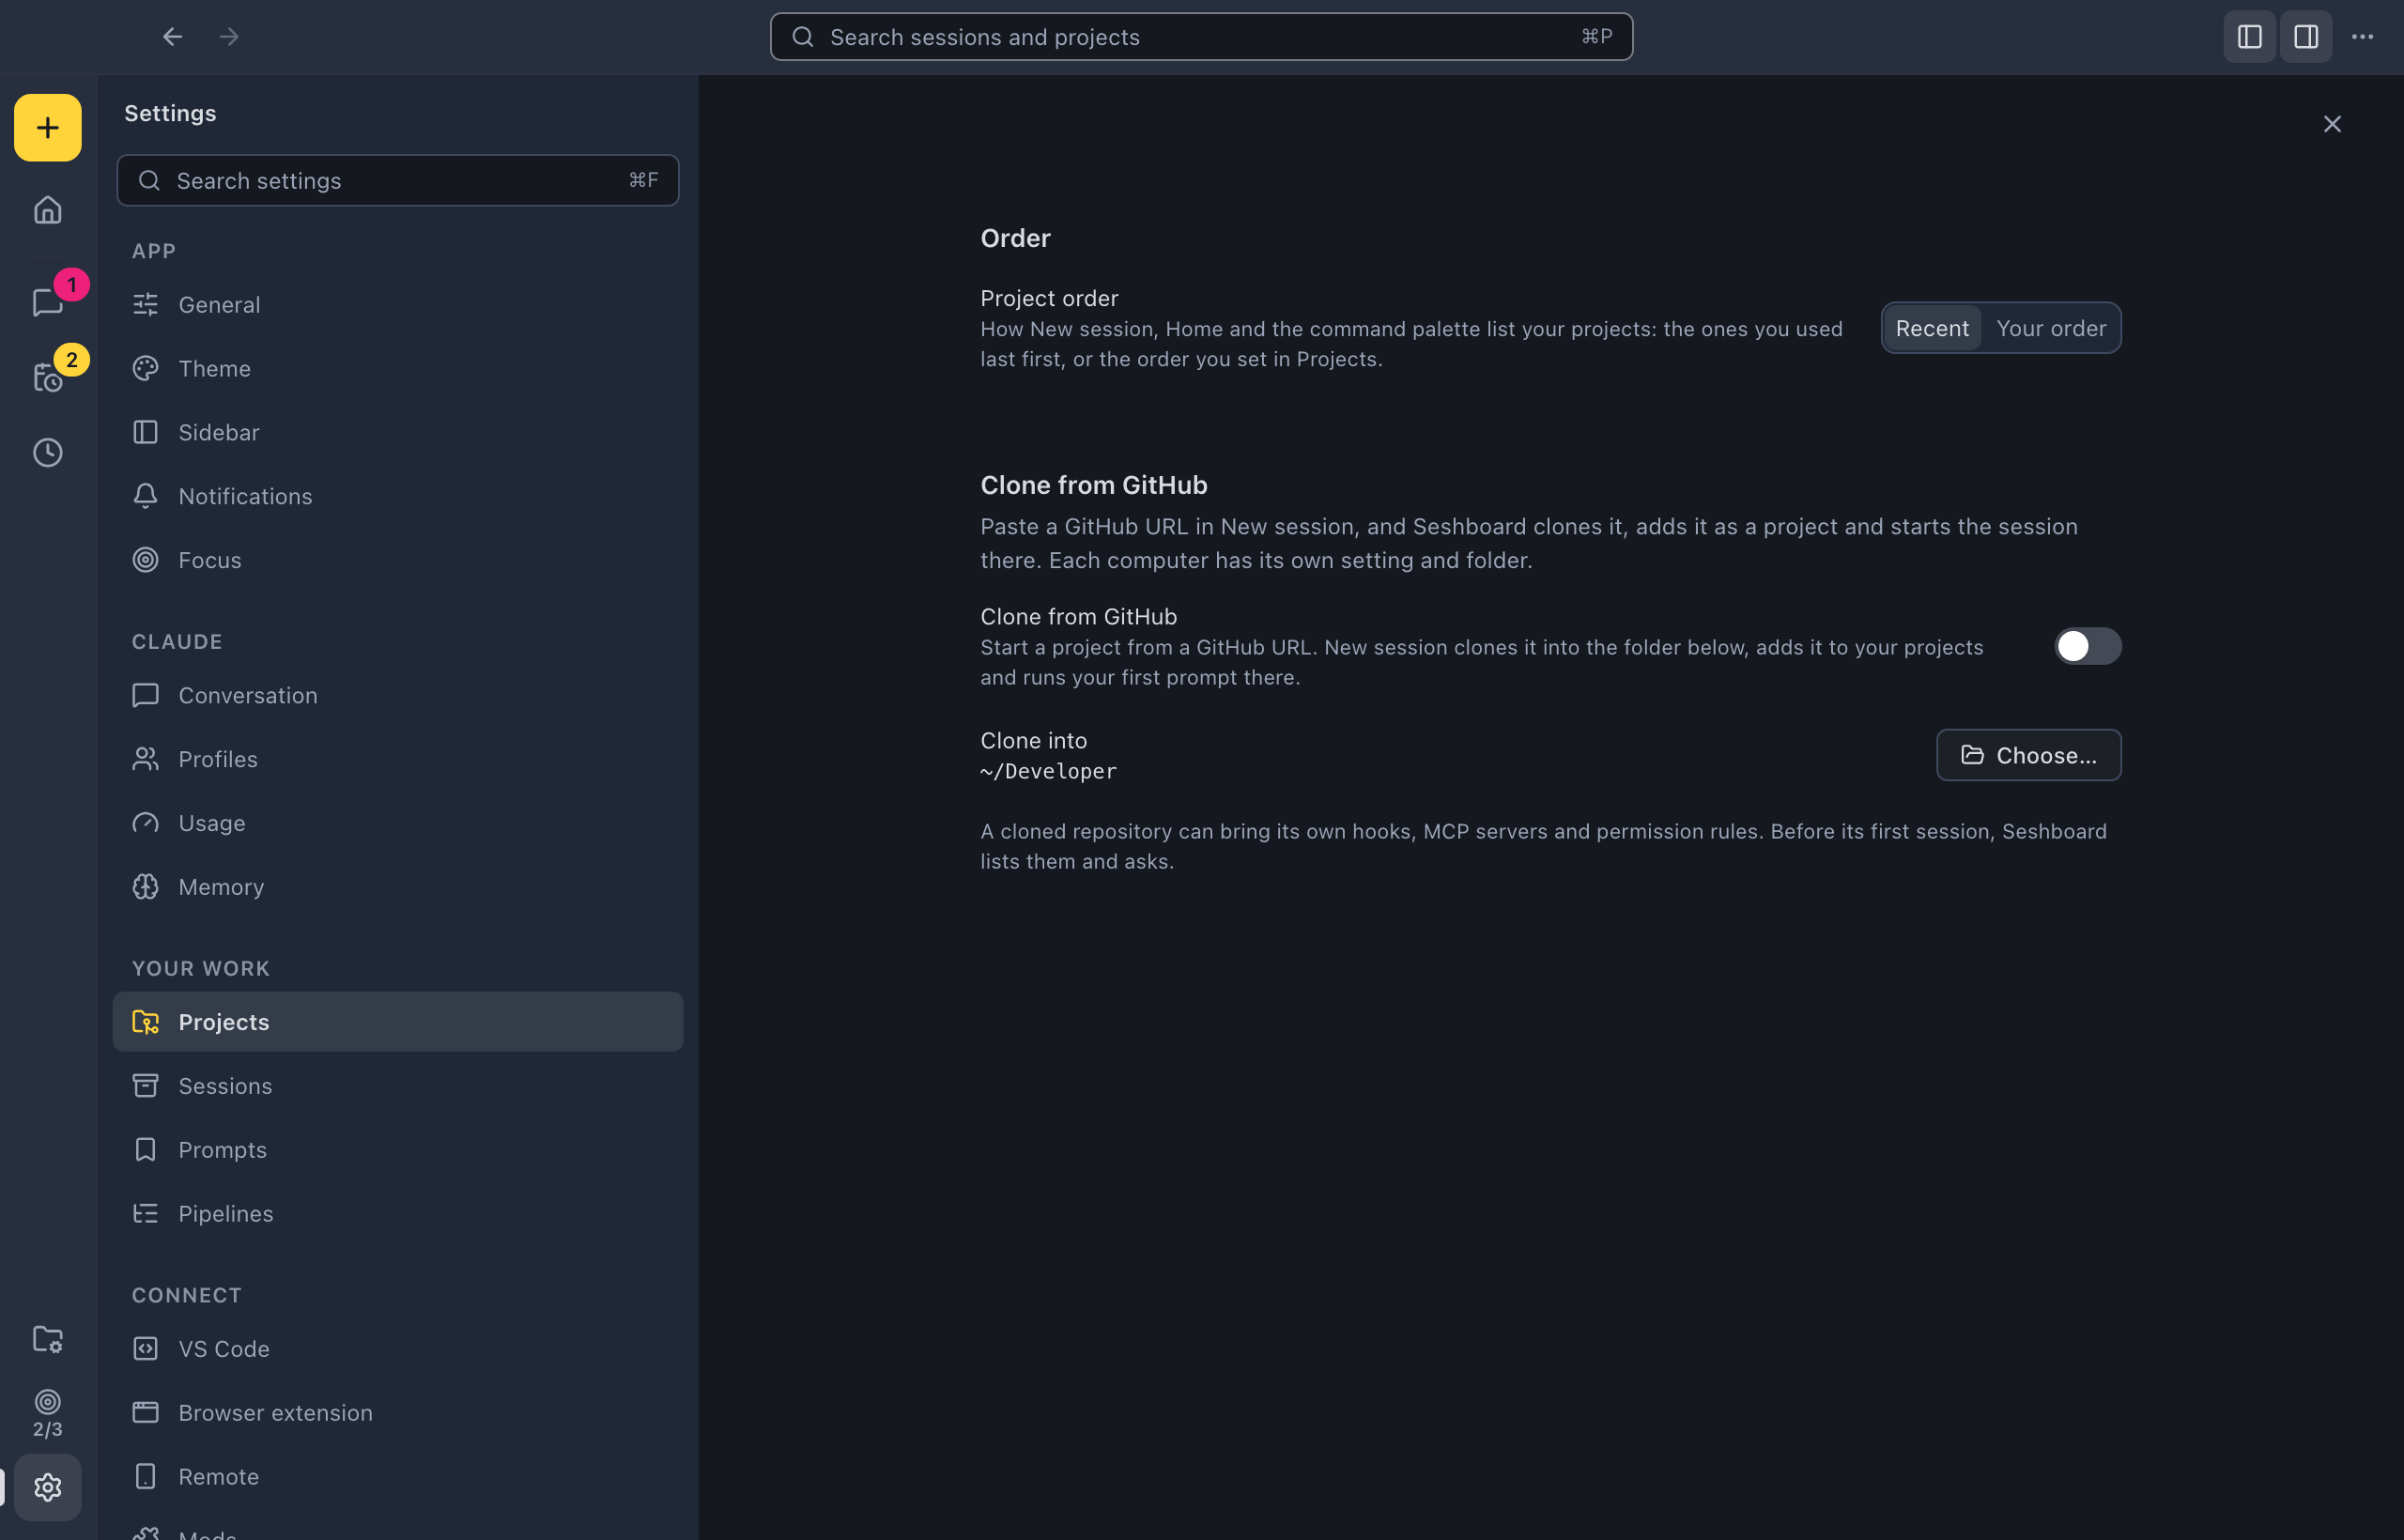 Search sessions and projects ⌘P
Settings
Search settings ⌘F
APP
General
1
Theme
2
Sidebar
Notifications
Focus
CLAUDE
Conversation
Profiles
Usage
Memory
YOUR WORK
Projects
Sessions
Prompts
Pipelines
CONNECT
VS Code
Browser extension
2/3
Remote
Mods
Order
Project order
How New session, Home and the command palette list your projects: the ones you used
last first, or the order you set in Projects.
Recent Your order
Clone from GitHub
Paste a GitHub URL in New session, and Seshboard clones it, adds it as a project and starts the session
there. Each computer has its own setting and folder.
Clone from GitHub
Start a project from a GitHub URL. New session clones it into the folder below, adds it to your projects
and runs your first prompt there.
Clone into
~/Developer
Choose...
A cloned repository can bring its own hooks, MCP servers and permission rules. Before its first session, Seshboard
lists them and asks.